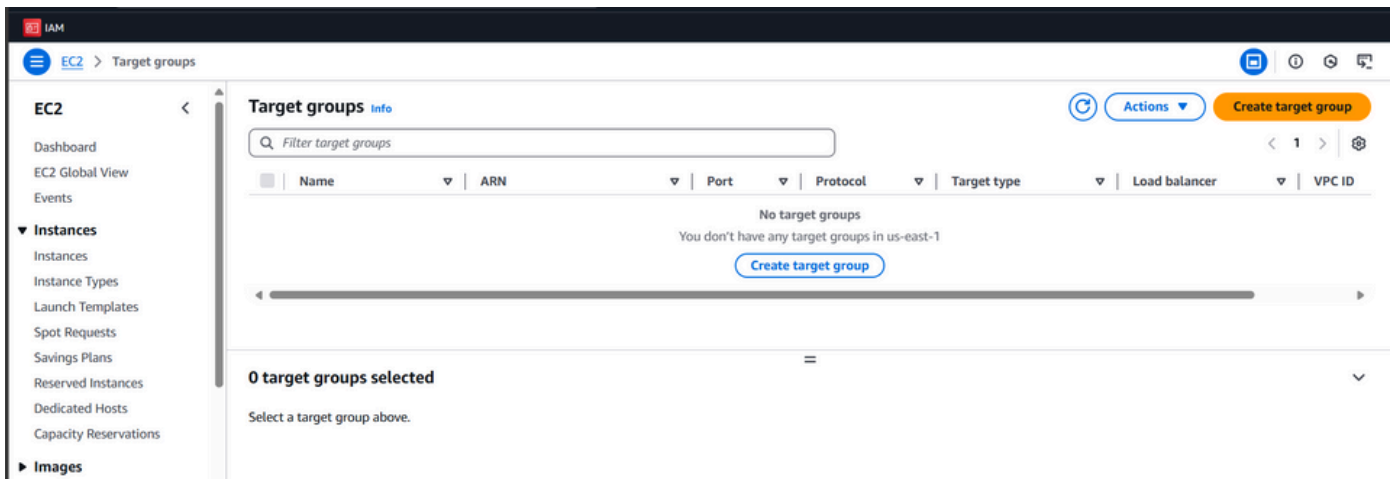 IAM
EC2 > Target groups
EC2
Dashboard
EC2 Global View
Events
Instances
Instances
Instance Types
Launch Templates
Spot Requests
Savings Plans
Reserved Instances
Dedicated Hosts
Capacity Reservations
Images
Target groups Info
Actions
Create target group
Filter target groups
1
Name ARN Port Protocol Target type Load balancer VPC ID
No target groups
You don't have any target groups in us-east-1
Create target group
0 target groups selected
Select a target group above.